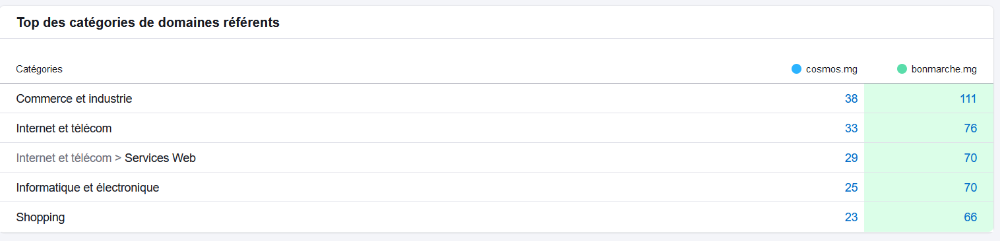 Top des catégories de domaines référents
Catégories cosmos.mg bonmarche.mg
Commerce et industrie 38 111
Internet et télécom 33 76
Internet et télécom > Services Web 29 70
Informatique et électronique 25 70
Shopping 23 66